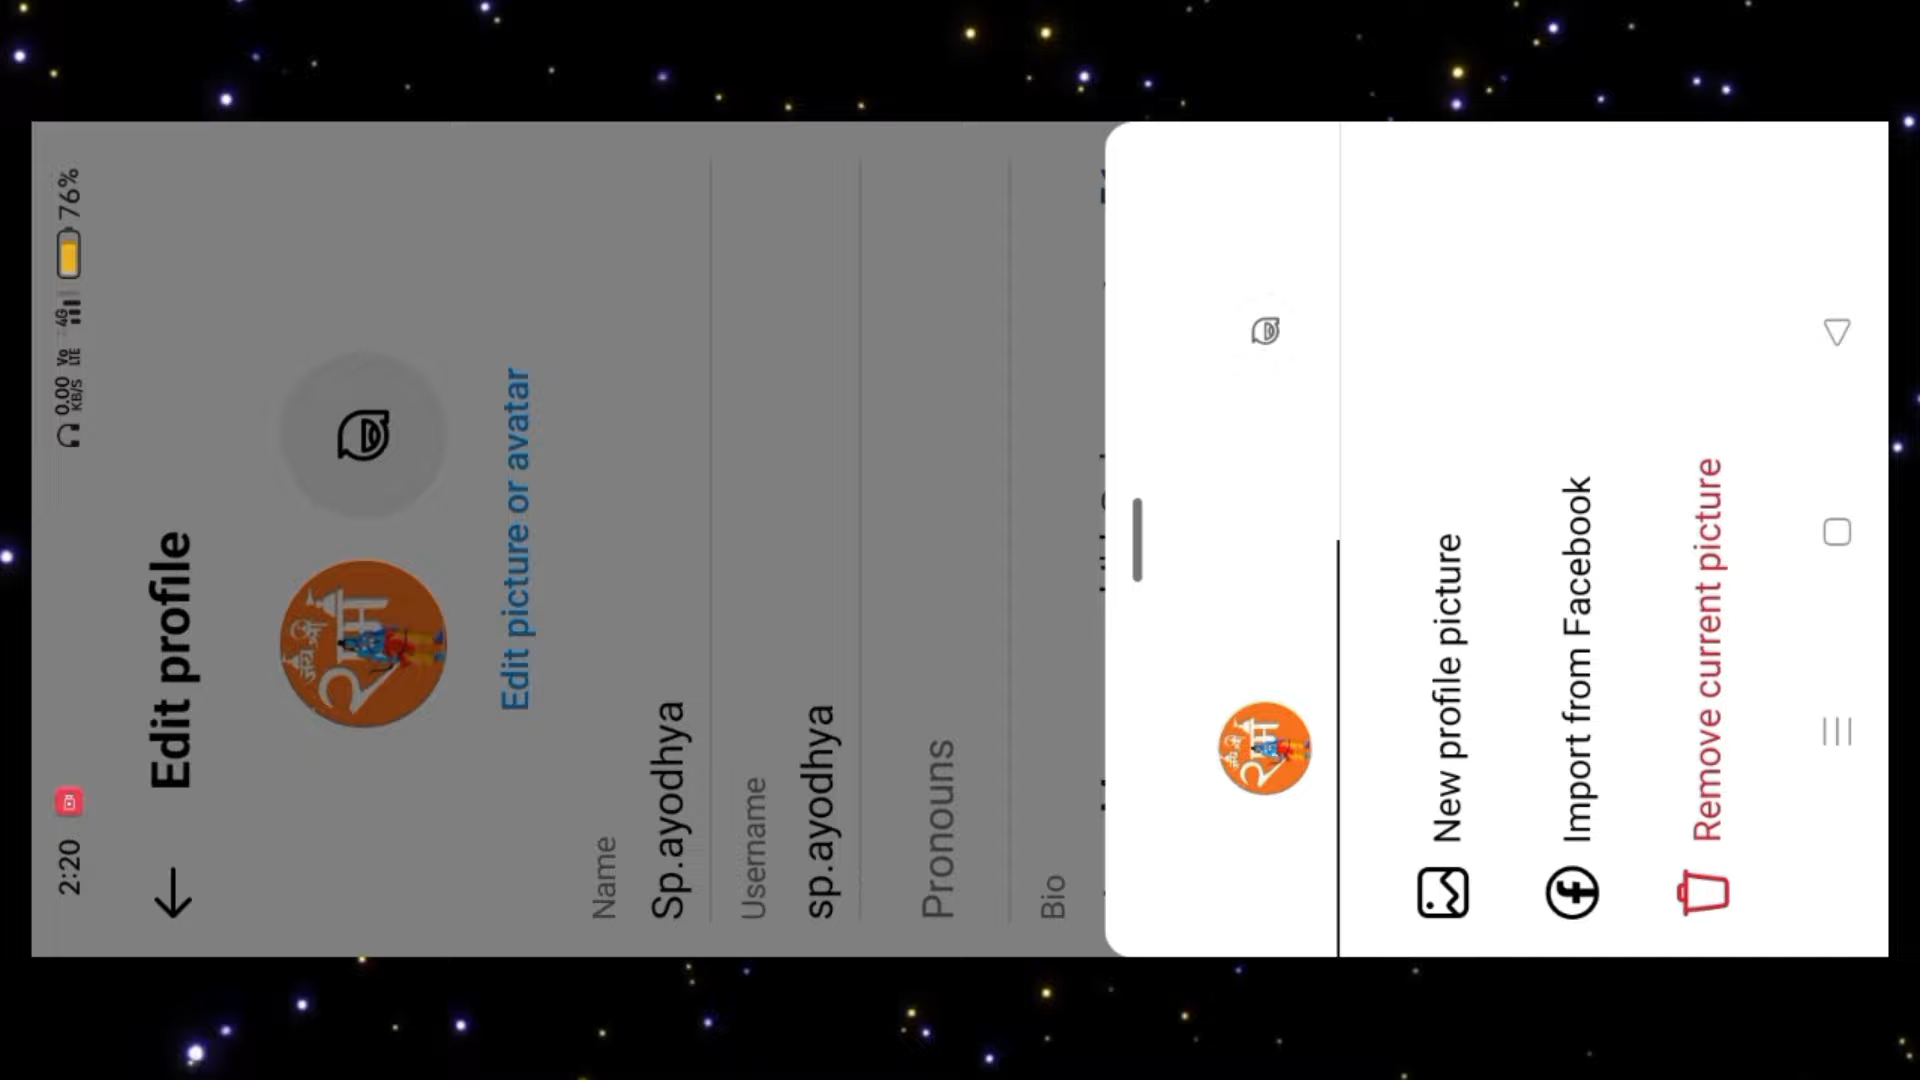 2:20
0.00 KB/S Vo LTE 4G 76%
Edit profile
जय श्री
राम
Edit picture or avatar
Name
Sp.ayodhya
Username
sp.ayodhya
Pronouns
Bio
New profile picture
Import from Facebook
Remove current picture